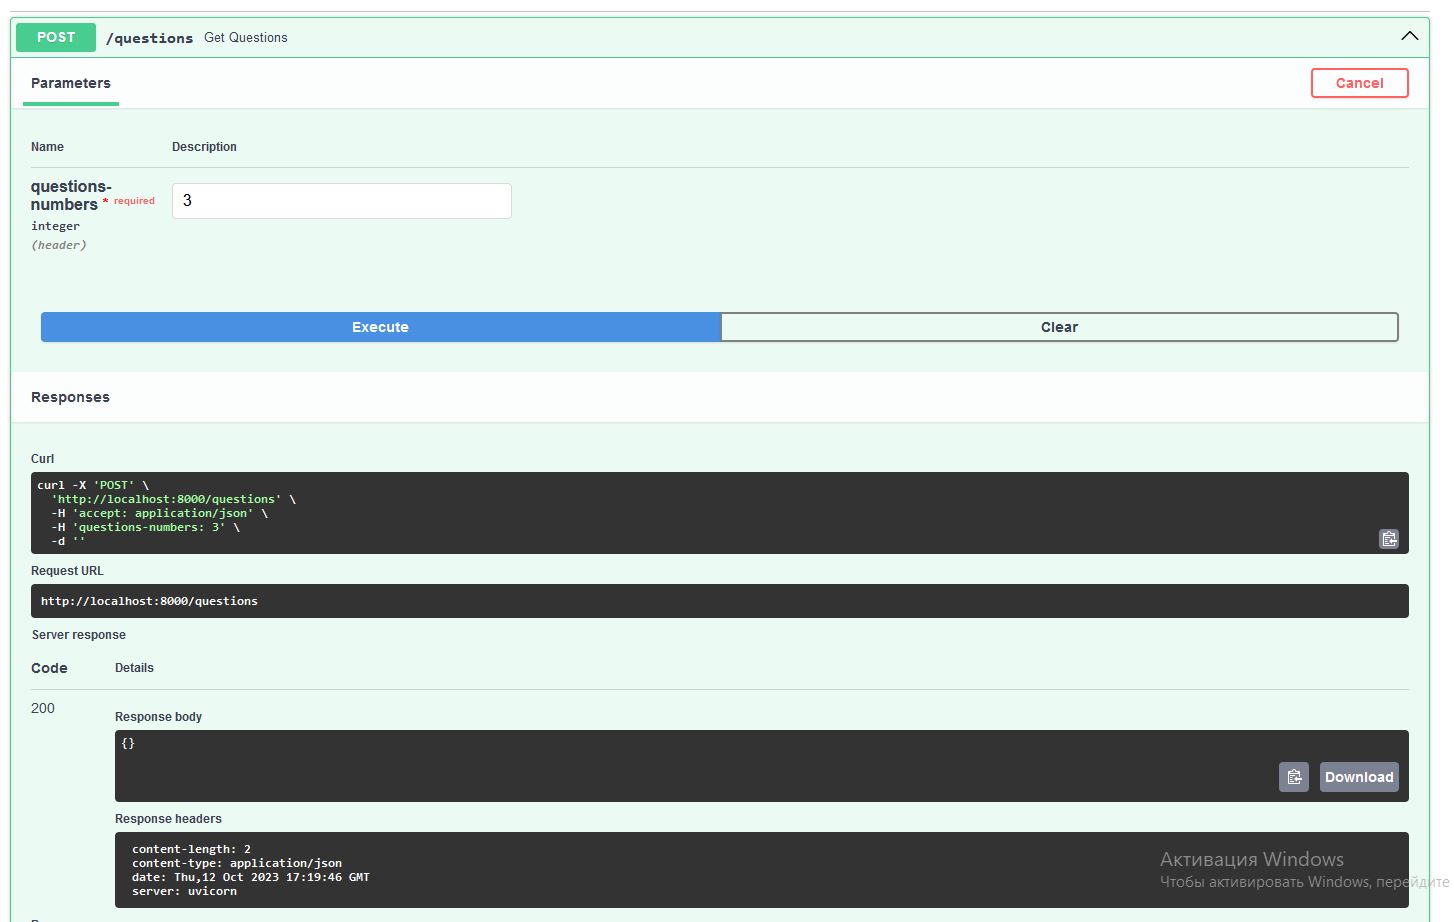 POST /questions Get Questions
Parameters
Cancel
Name Description
questions-
numbers * required
integer
(header)
3
Execute Clear
Responses
Curl
curl -X 'POST' \
  'http://localhost:8000/questions' \
  -H 'accept: application/json' \
  -H 'questions-numbers: 3' \
  -d ''
Request URL
http://localhost:8000/questions
Server response
Code Details
200
Response body
{}
Download
Response headers
content-length: 2
content-type: application/json
date: Thu,12 Oct 2023 17:19:46 GMT
server: uvicorn
Активация Windows
Чтобы активировать Windows, перейдите